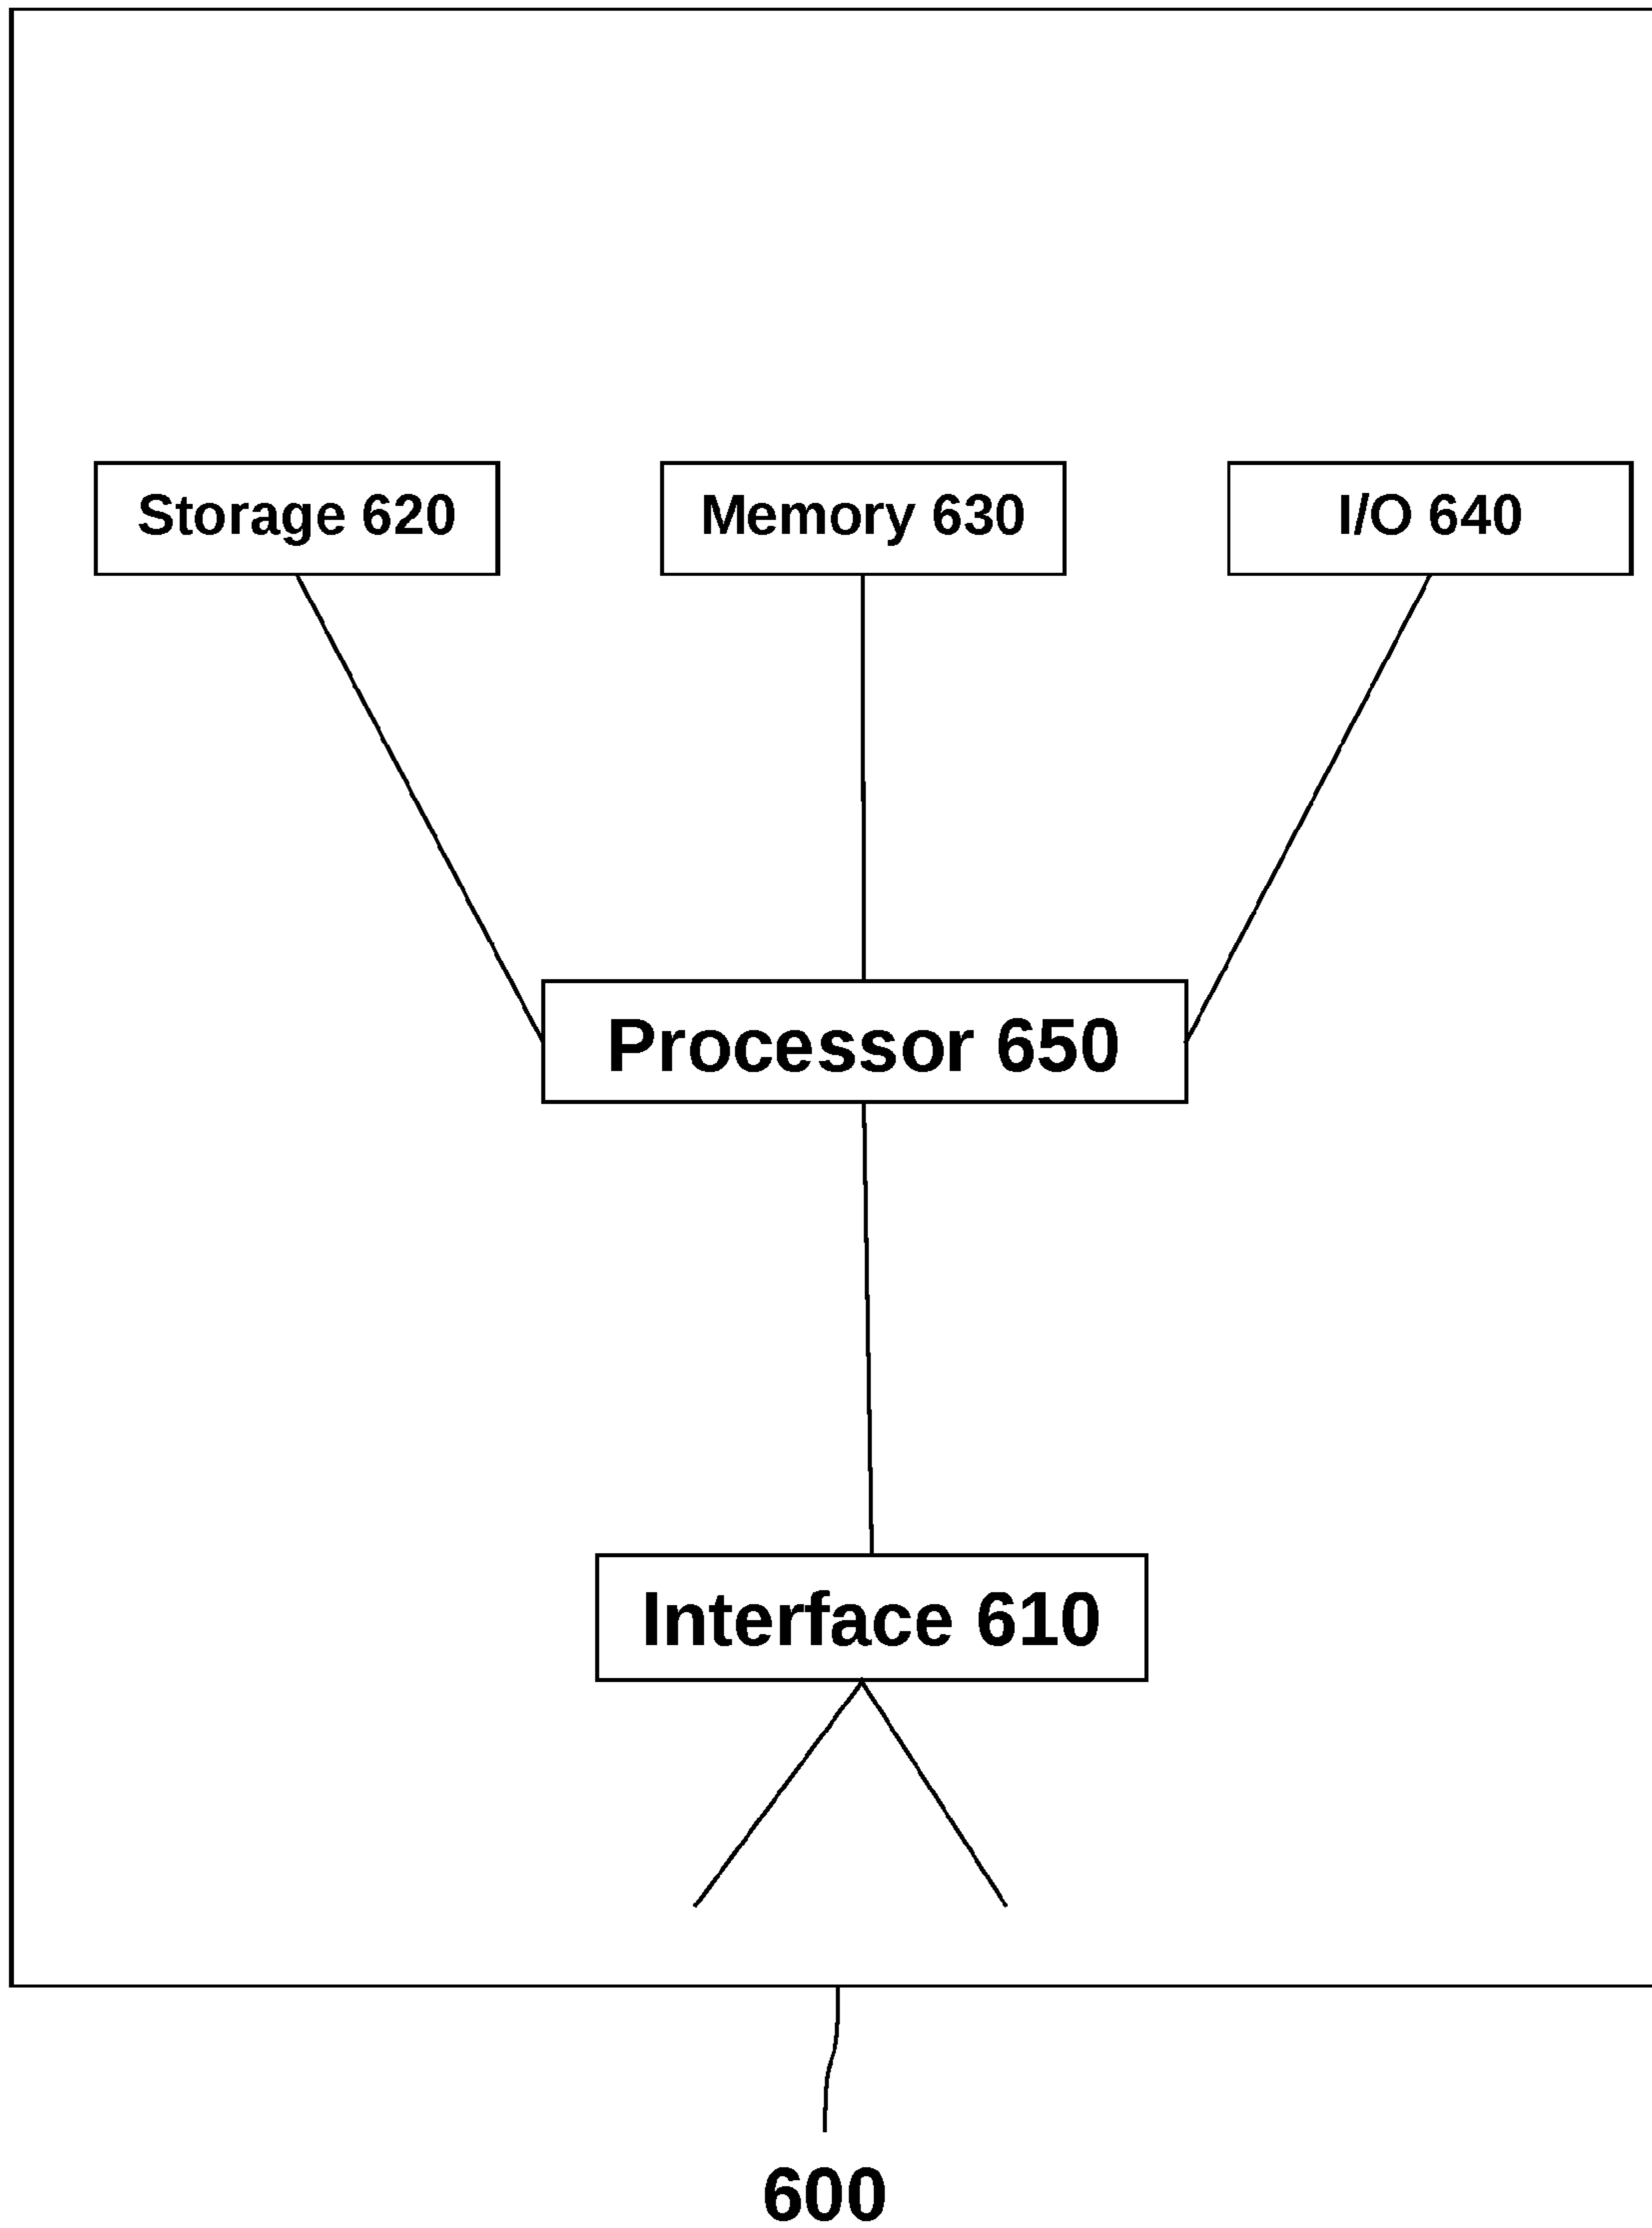 Storage 620
Memory 630
I/O 640
Processor 650
Interface 610
600